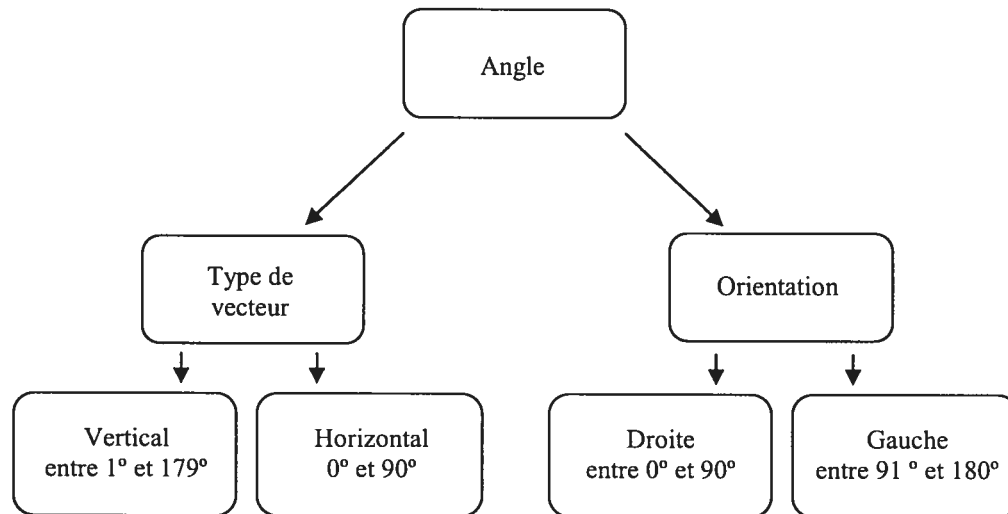 Angle
Type de
vecteur
Orientation
Vertical
entre 1º et 179º
Horizontal
0º et 90º
Droite
entre 0º et 90º
Gauche
entre 91 º et 180º